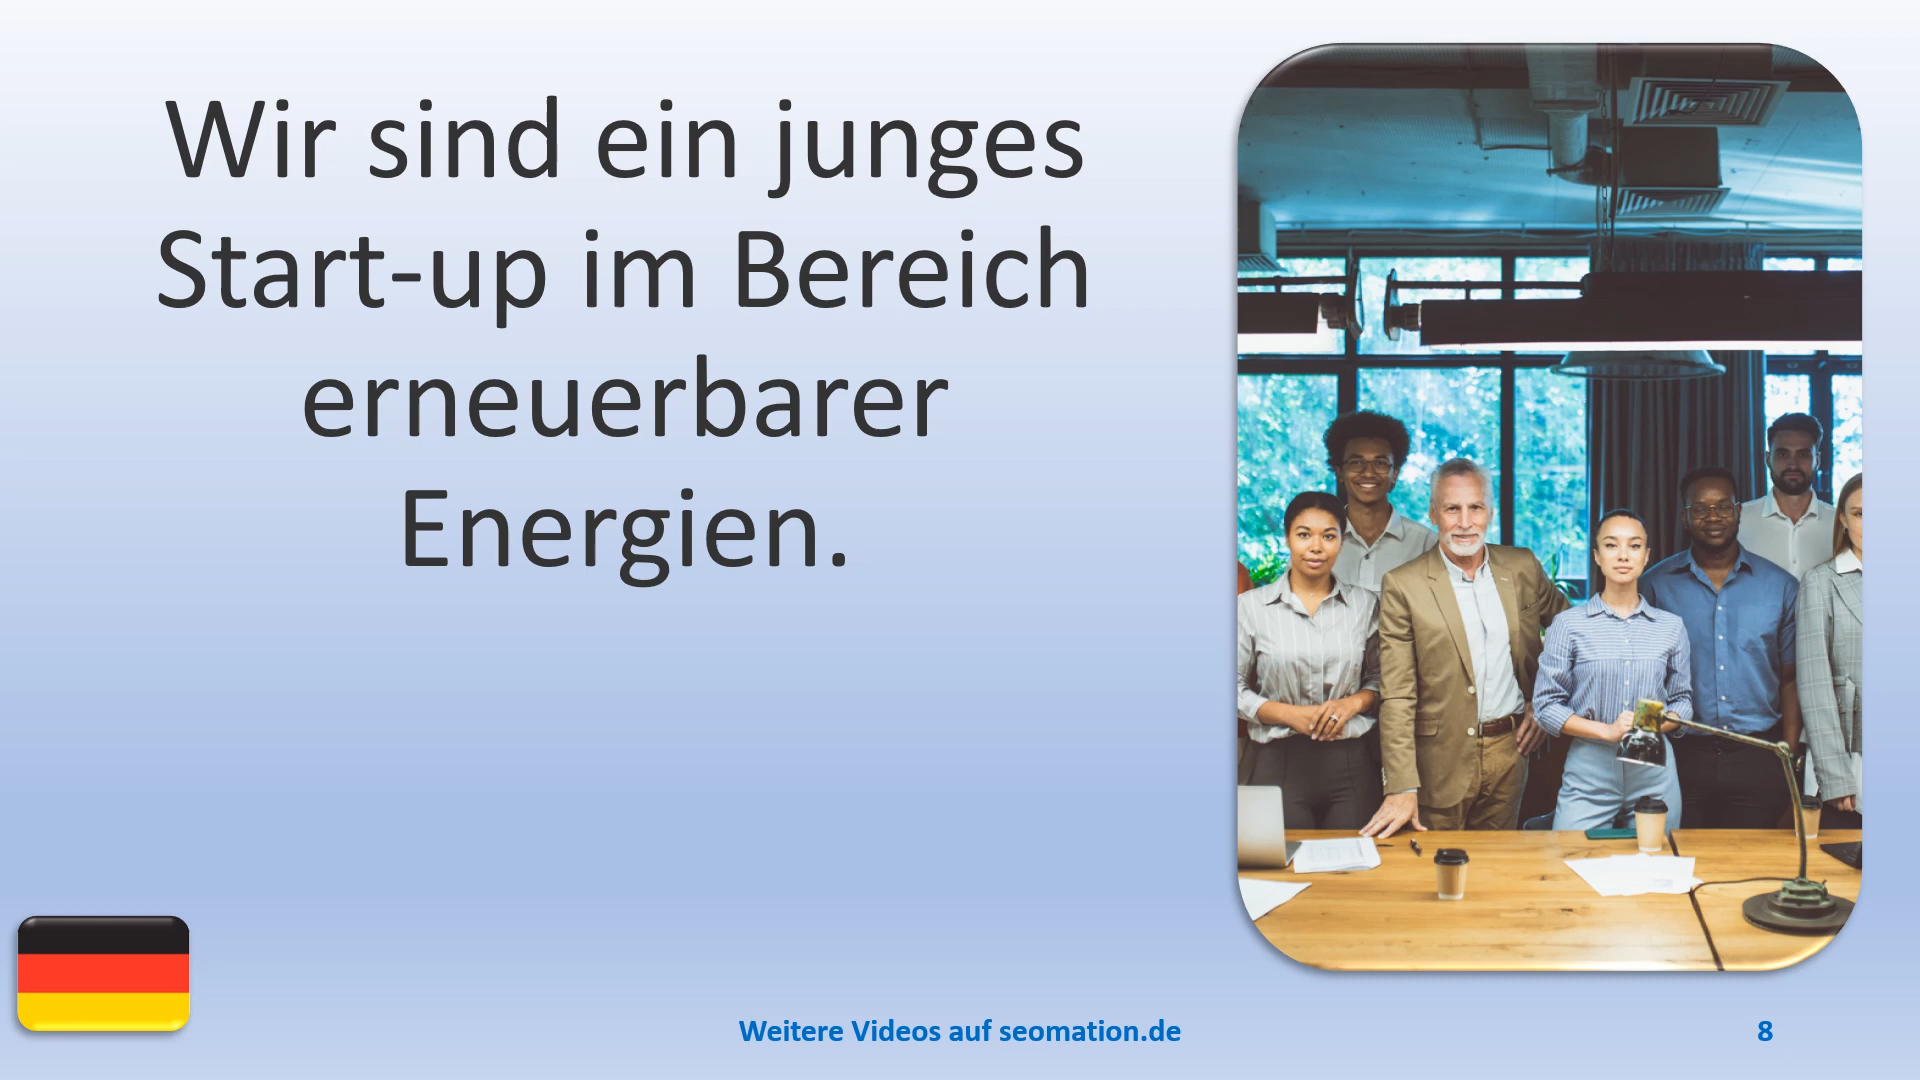 Wir sind ein junges
Start-up im Bereich
erneuerbarer
Energien.
Weitere Videos auf seomation.de
8